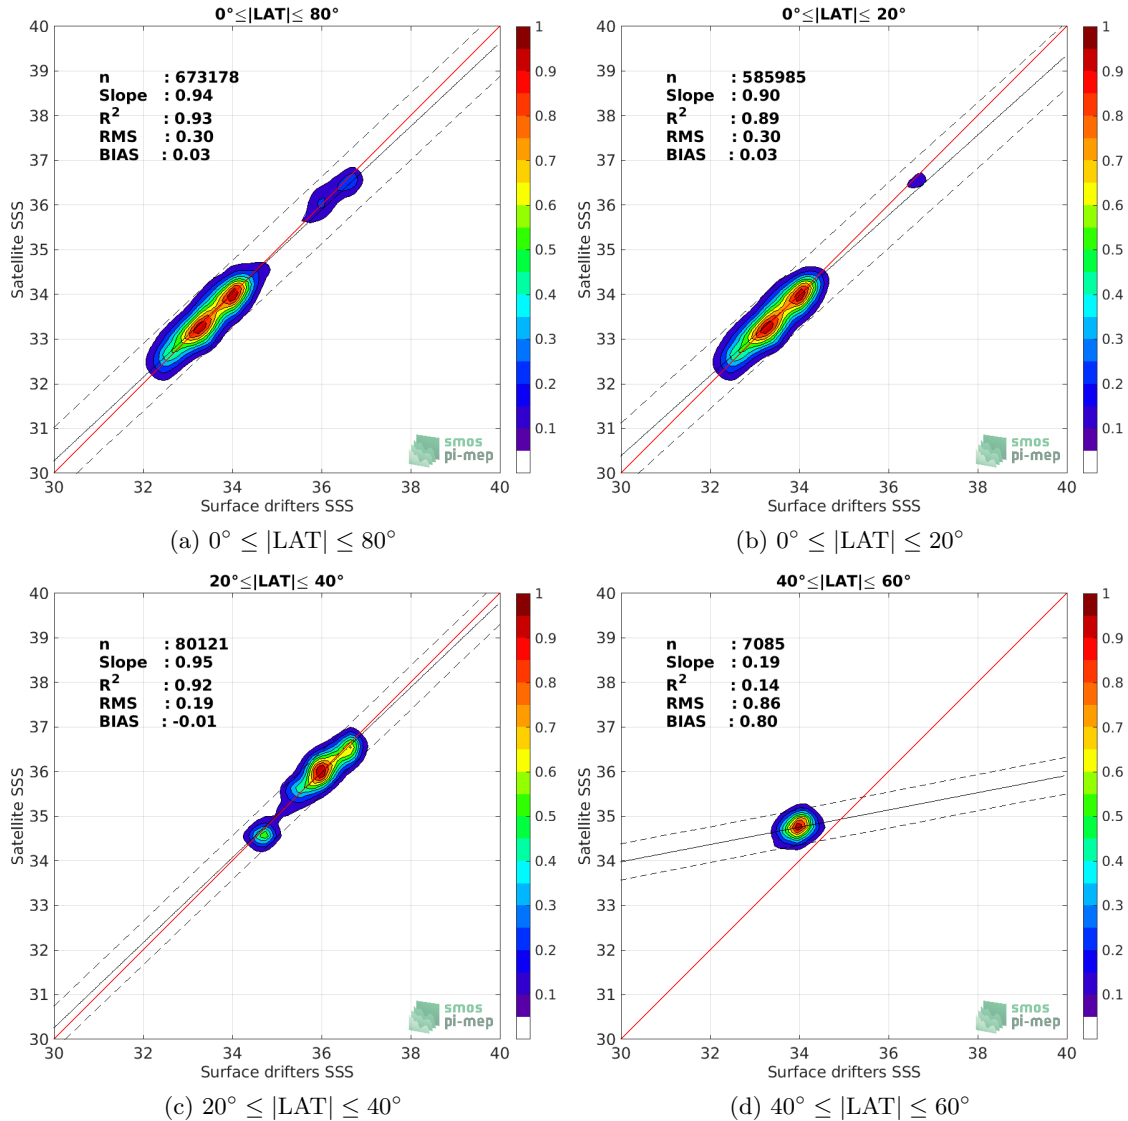 0°≤|LAT|≤ 80°
40
39
38
37
36
35
34
33
32
31
30
Satellite SSS
n : 673178
Slope : 0.94
R2 : 0.93
RMS : 0.30
BIAS : 0.03
smos
pi-mep
30 32 34 36 38 40
Surface drifters SSS
1
0.9
0.8
0.7
0.6
0.5
0.4
0.3
0.2
0.1
(a) 0° ≤ |LAT| ≤ 80°
0°≤|LAT|≤ 20°
40
39
38
37
36
35
34
33
32
31
30
Satellite SSS
n : 585985
Slope : 0.90
R2 : 0.89
RMS : 0.30
BIAS : 0.03
smos
pi-mep
30 32 34 36 38 40
Surface drifters SSS
1
0.9
0.8
0.7
0.6
0.5
0.4
0.3
0.2
0.1
(b) 0° ≤ |LAT| ≤ 20°
20°≤|LAT|≤ 40°
40
39
38
37
36
35
34
33
32
31
30
Satellite SSS
n : 80121
Slope : 0.95
R2 : 0.92
RMS : 0.19
BIAS : -0.01
smos
pi-mep
30 32 34 36 38 40
Surface drifters SSS
1
0.9
0.8
0.7
0.6
0.5
0.4
0.3
0.2
0.1
(c) 20° ≤ |LAT| ≤ 40°
40°≤|LAT|≤ 60°
40
39
38
37
36
35
34
33
32
31
30
Satellite SSS
n : 7085
Slope : 0.19
R2 : 0.14
RMS : 0.86
BIAS : 0.80
smos
pi-mep
30 32 34 36 38 40
Surface drifters SSS
1
0.9
0.8
0.7
0.6
0.5
0.4
0.3
0.2
0.1
(d) 40° ≤ |LAT| ≤ 60°